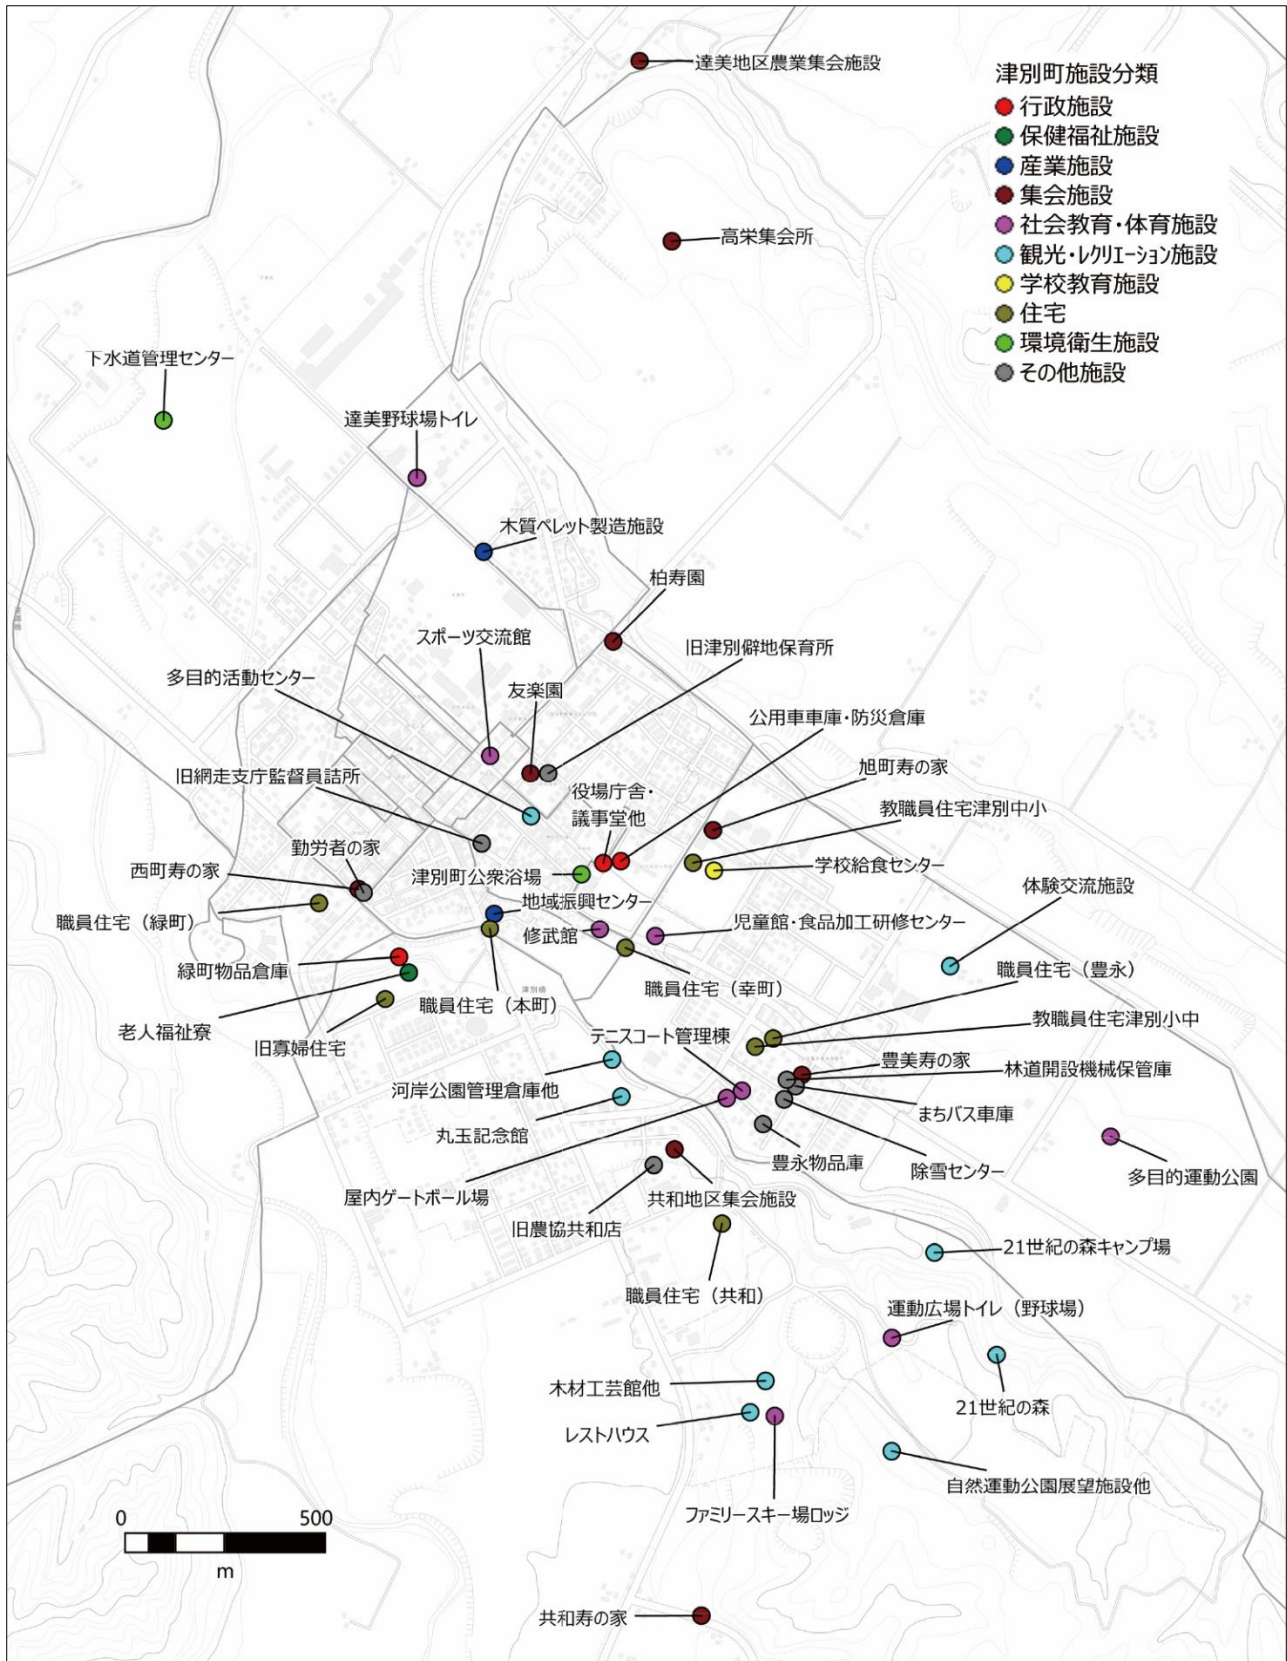 達美地区農業集会施設
津別町施設分類
行政施設
保健福祉施設
産業施設
集会施設
社会教育・体育施設
観光・レクリエーション施設
学校教育施設
住宅
環境衛生施設
その他施設
高栄集会所
下水道管理センター
達美野球場トイレ
木質ペレット製造施設
柏寿園
スポーツ交流館
旧津別僻地保育所
多目的活動センター
友楽園
公用車車庫・防災倉庫
旧網走支庁監督員詰所
役場庁舎・
議事堂他
旭町寿の家
教職員住宅津別中小
勤労者の家
西町寿の家
津別町公衆浴場
学校給食センター
体験交流施設
職員住宅（緑町）
地域振興センター
修武館
児童館・食品加工研修センター
緑町物品倉庫
職員住宅（本町）
津別橋
職員住宅（幸町）
職員住宅（豊永）
老人福祉寮
旧寡婦住宅
テニスコート管理棟
教職員住宅津別小中
豊美寿の家
林道開設機械保管庫
河岸公園管理倉庫他
まちバス車庫
丸玉記念館
豊永物品庫
除雪センター
多目的運動公園
屋内ゲートボール場
共和地区集会施設
旧農協共和店
21世紀の森キャンプ場
職員住宅（共和）
運動広場トイレ（野球場）
木材工芸館他
21世紀の森
レストハウス
自然運動公園展望施設他
ファミリースキー場ロッジ
0 500
m
共和寿の家